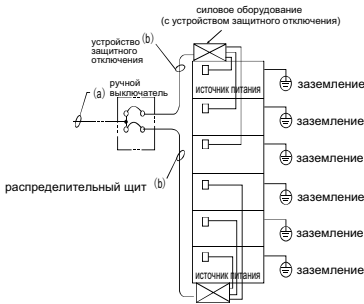 силовое оборудование
(с устройством защитного отключения)
устройство (b)
защитного
отключения
ручной
(a) выключатель
источник питания
заземление
заземление
заземление
распределительный щит (b)
заземление
заземление
источник питания
заземление